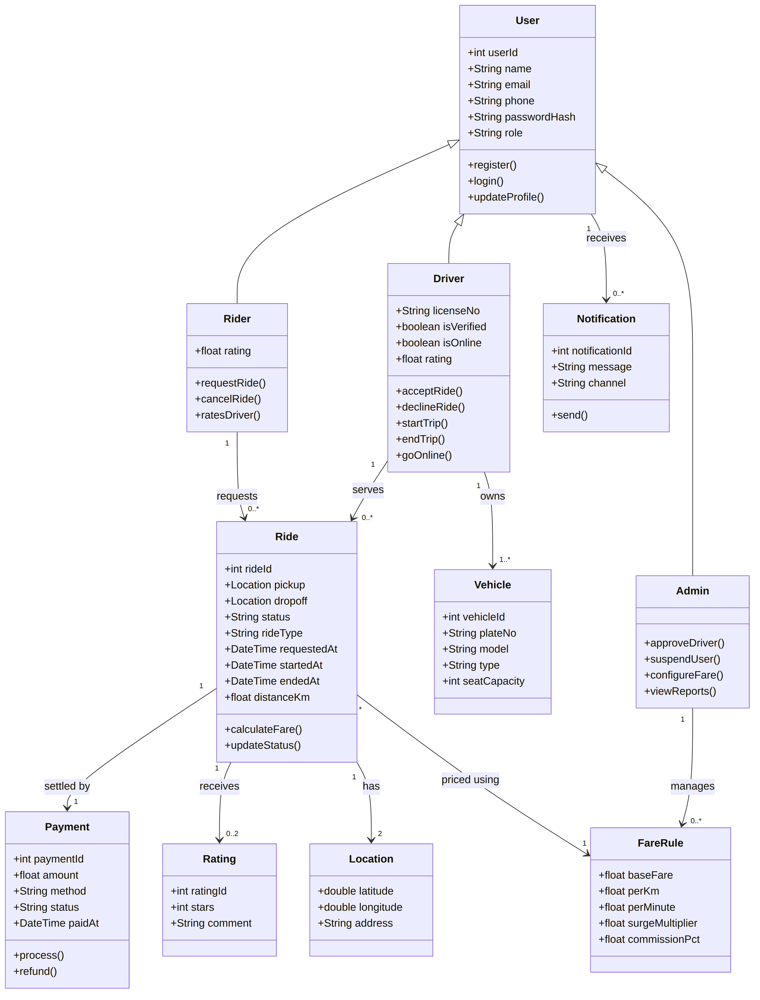 User
+int userId
+String name
+String email
+String phone
+String passwordHash
+String role
+register()
+login()
+updateProfile()
1
receives
0..*
Driver
+String licenseNo
+boolean isVerified
+boolean isOnline
+float rating
+acceptRide()
+declineRide()
+startTrip()
+endTrip()
+goOnline()
Rider
+float rating
+requestRide()
+cancelRide()
+ratesDriver()
Notification
+int notificationId
+String message
+String channel
+send()
1
requests
0..*
1
serves
0..*
1
owns
1..*
Ride
+int rideId
+Location pickup
+Location dropoff
+String status
+String rideType
+DateTime requestedAt
+DateTime startedAt
+DateTime endedAt
+float distanceKm
+calculateFare()
+updateStatus()
Vehicle
+int vehicleId
+String plateNo
+String model
+String type
+int seatCapacity
Admin
+approveDriver()
+suspendUser()
+configureFare()
+viewReports()
1
settled by
1
1
receives
0..2
1
has
2
*
priced using
1
1
manages
0..*
Payment
+int paymentId
+float amount
+String method
+String status
+DateTime paidAt
+process()
+refund()
Rating
+int ratingId
+int stars
+String comment
Location
+double latitude
+double longitude
+String address
FareRule
+float baseFare
+float perKm
+float perMinute
+float surgeMultiplier
+float commissionPct